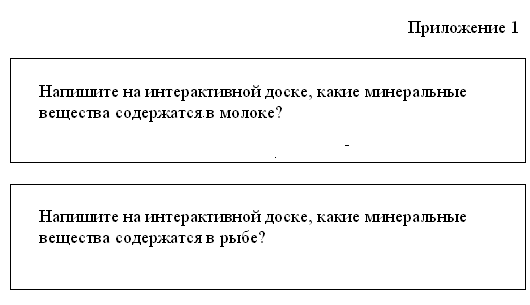 Приложение 1
Напишите на интерактивной доске, какие минеральные
вещества содержатся в молоке?
Напишите на интерактивной доске, какие минеральные
вещества содержатся в рыбе?